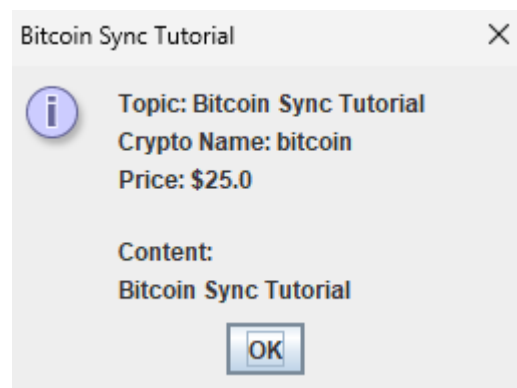 Bitcoin Sync Tutorial
Topic: Bitcoin Sync Tutorial
Crypto Name: bitcoin
Price: $25.0
Content:
Bitcoin Sync Tutorial
OK